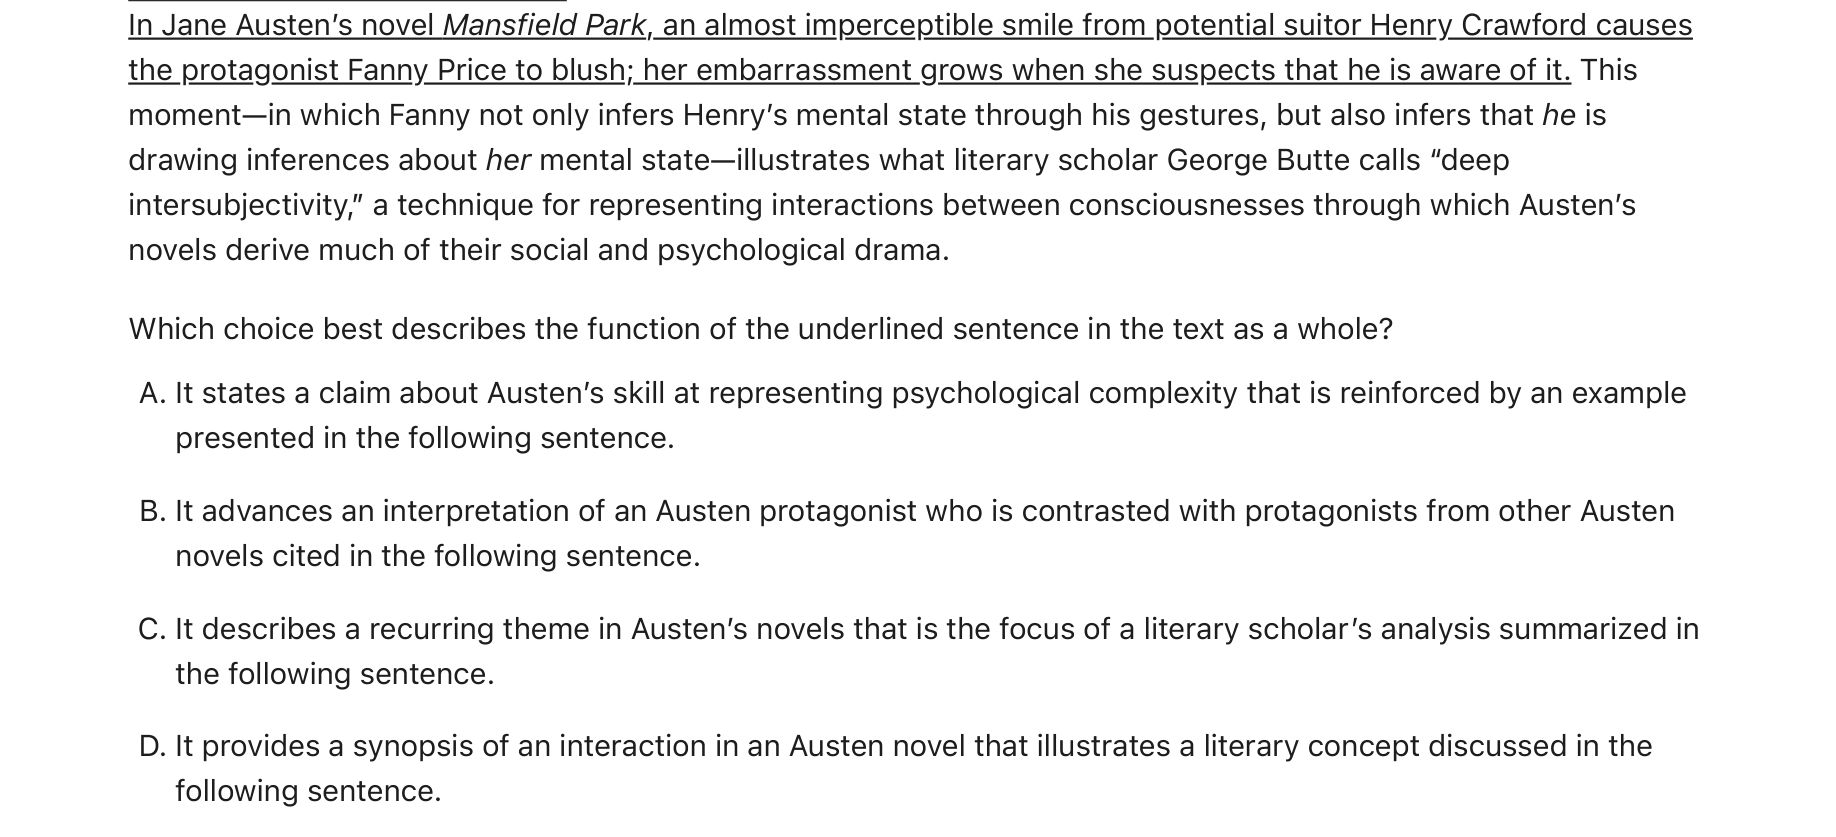 In Jane Austen’s novel Mansfield Park, an almost imperceptible smile from potential suitor Henry Crawford causes
the protagonist Fanny Price to blush; her embarrassment grows when she suspects that he is aware of it. This
moment—in which Fanny not only infers Henry’s mental state through his gestures, but also infers that he is
drawing inferences about her mental state—illustrates what literary scholar George Butte calls “deep
intersubjectivity,” a technique for representing interactions between consciousnesses through which Austen’s
novels derive much of their social and psychological drama.
Which choice best describes the function of the underlined sentence in the text as a whole?
A. It states a claim about Austen’s skill at representing psychological complexity that is reinforced by an example
presented in the following sentence.
B. It advances an interpretation of an Austen protagonist who is contrasted with protagonists from other Austen
novels cited in the following sentence.
C. It describes a recurring theme in Austen’s novels that is the focus of a literary scholar’s analysis summarized in
the following sentence.
D. It provides a synopsis of an interaction in an Austen novel that illustrates a literary concept discussed in the
following sentence.